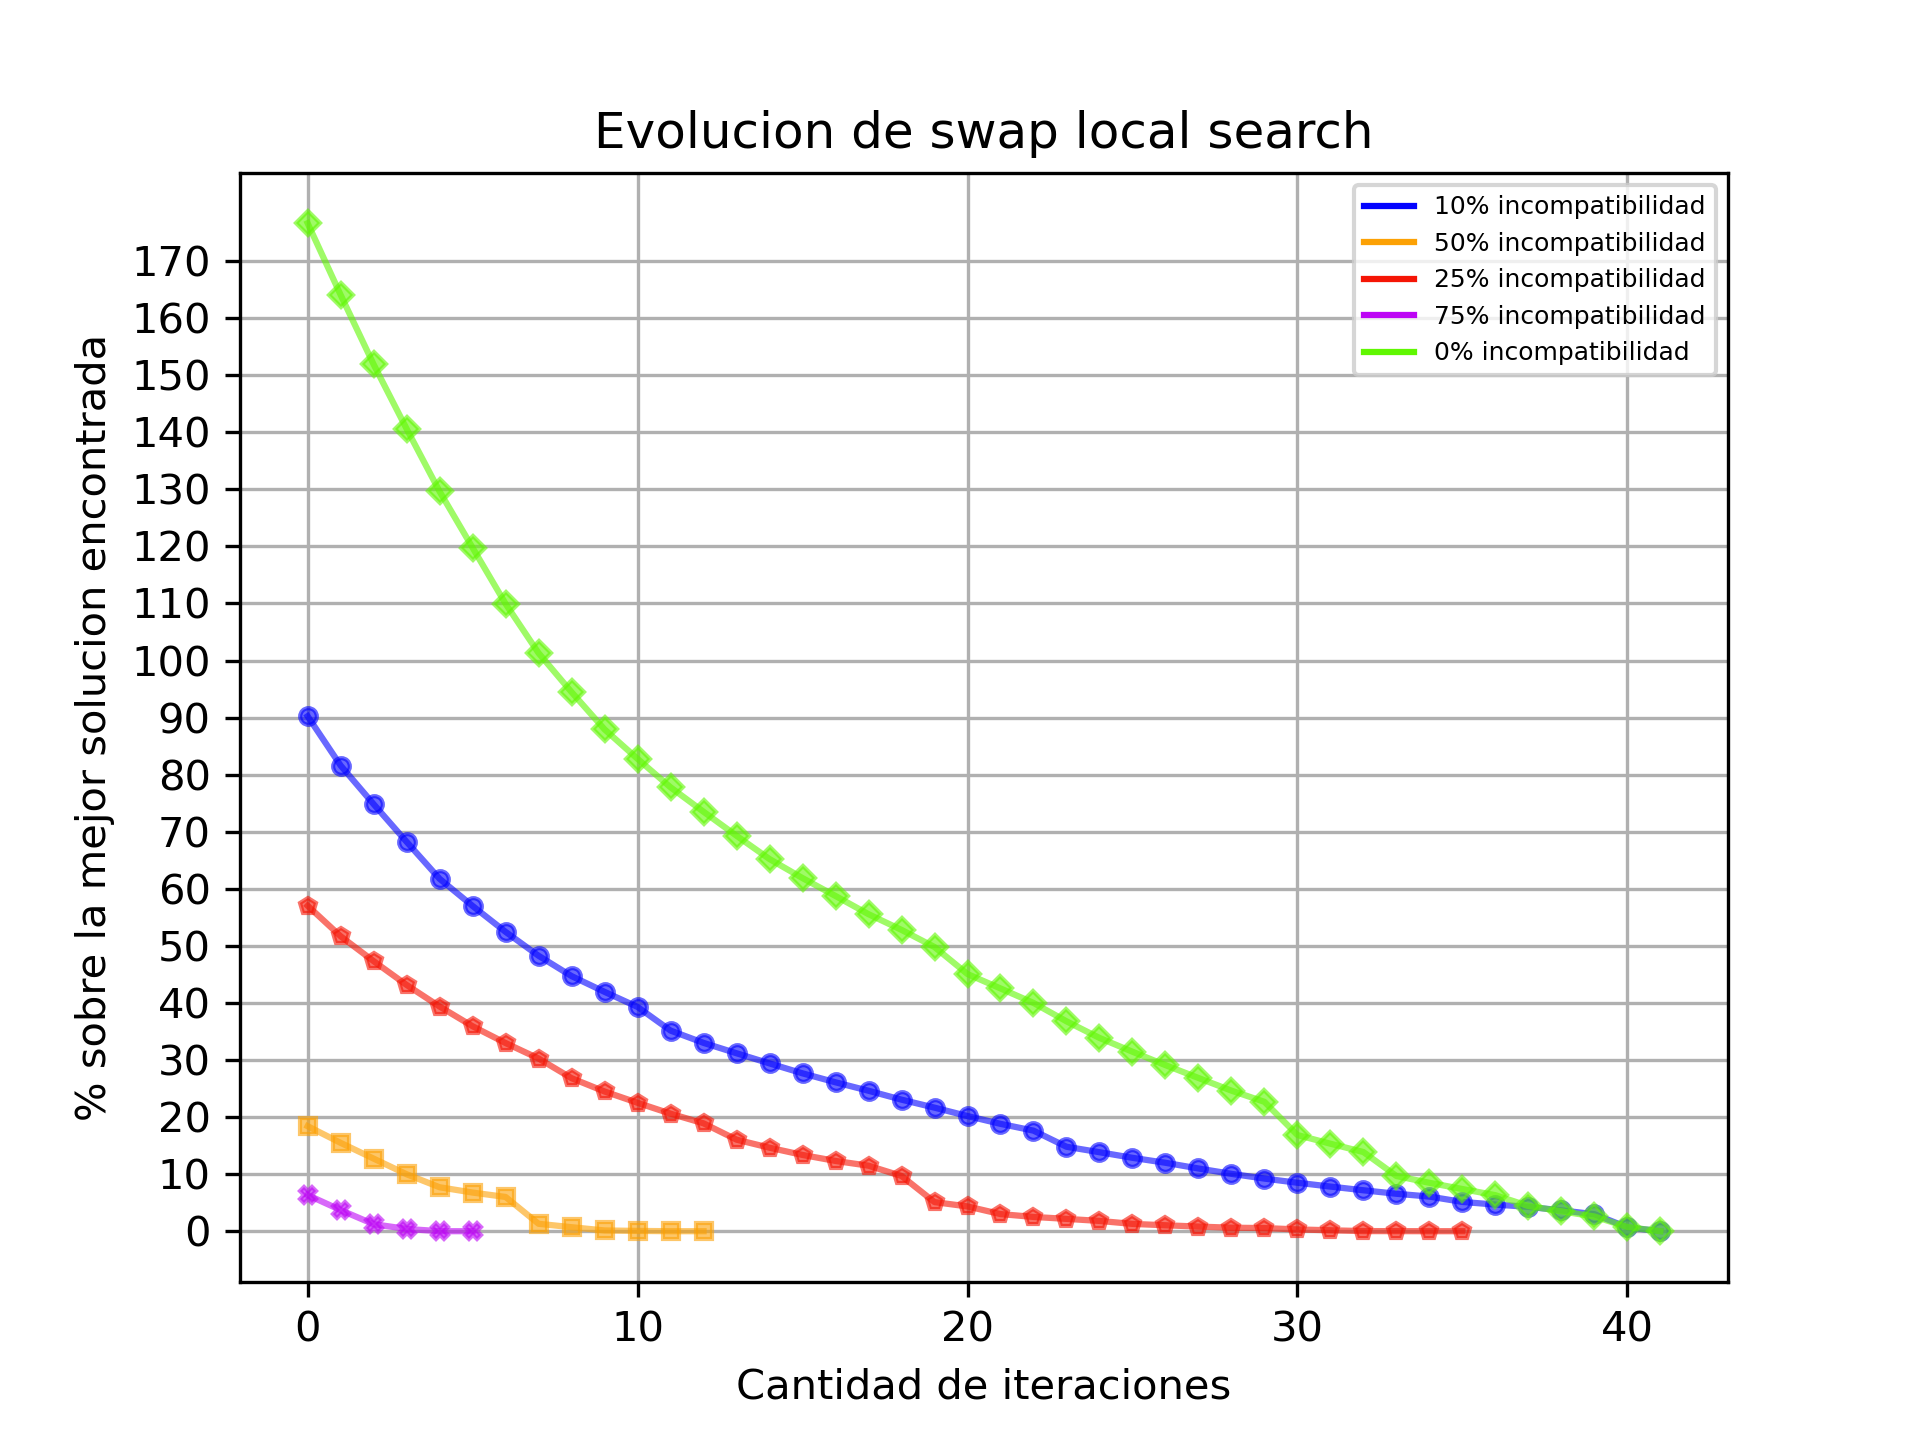 Evolucion de swap local search
10% incompatibilidad
50% incompatibilidad
25% incompatibilidad
75% incompatibilidad
0% incompatibilidad
% sobre la mejor solucion encontrada
170
160
150
140
130
120
110
100
90
80
70
60
50
40
30
20
10
0
0 10 20 30 40
Cantidad de iteraciones